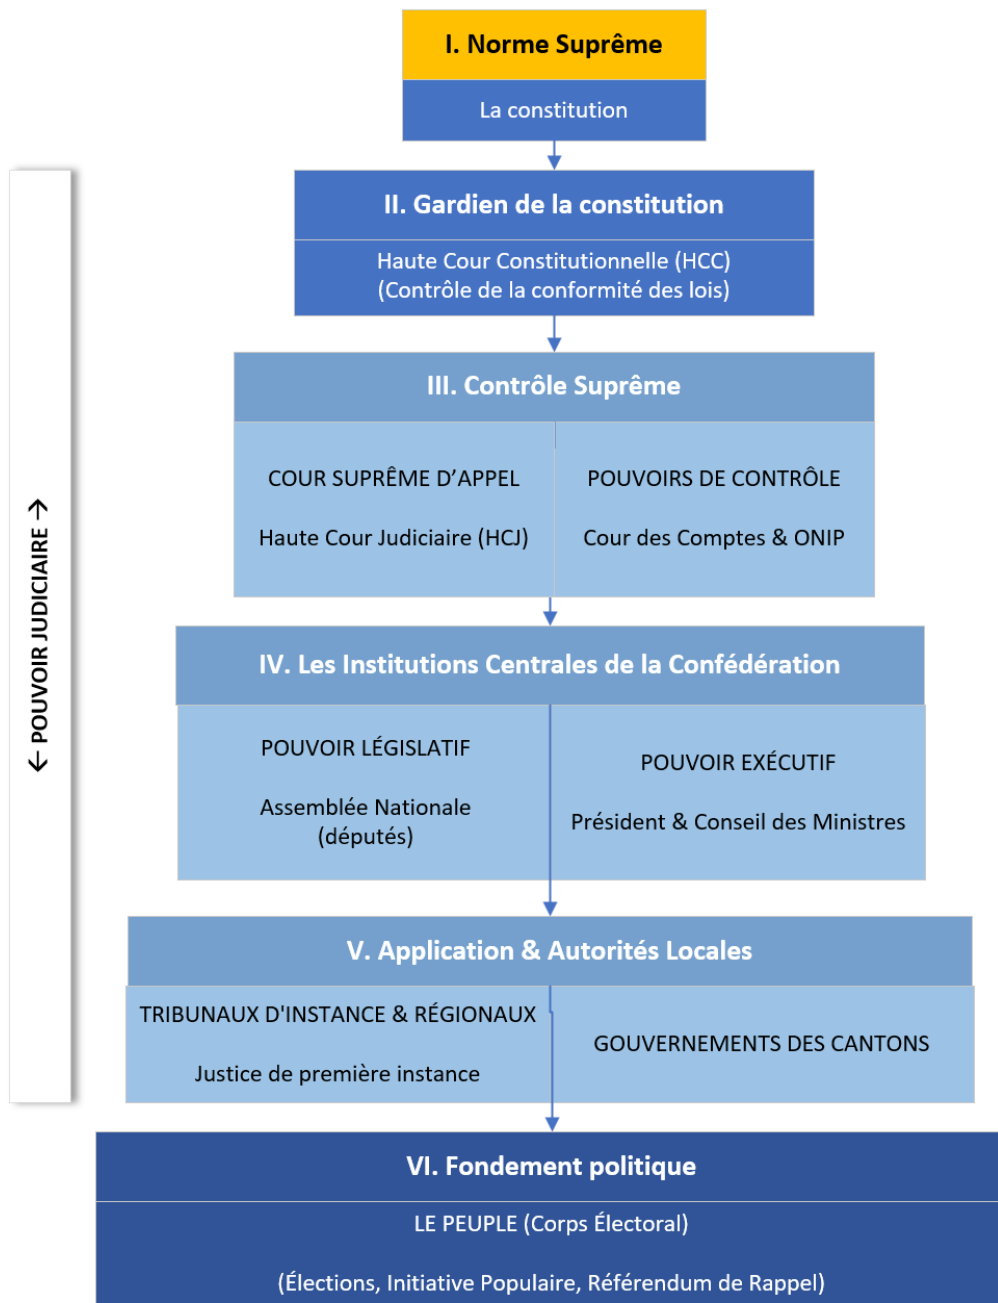 I. Norme Suprême
La constitution
II. Gardien de la constitution
Haute Cour Constitutionnelle (HCC)
(Contrôle de la conformité des lois)
III. Contrôle Suprême
COUR SUPRÊME D’APPEL
Haute Cour Judiciaire (HCJ)
POUVOIRS DE CONTRÔLE
Cour des Comptes & ONIP
IV. Les Institutions Centrales de la Confédération
POUVOIR LÉGISLATIF
Assemblée Nationale
(députés)
POUVOIR EXÉCUTIF
Président & Conseil des Ministres
V. Application & Autorités Locales
TRIBUNAUX D'INSTANCE & RÉGIONAUX
Justice de première instance
GOUVERNEMENTS DES CANTONS
VI. Fondement politique
LE PEUPLE (Corps Électoral)
(Élections, Initiative Populaire, Référendum de Rappel)
← POUVOIR JUDICIAIRE →